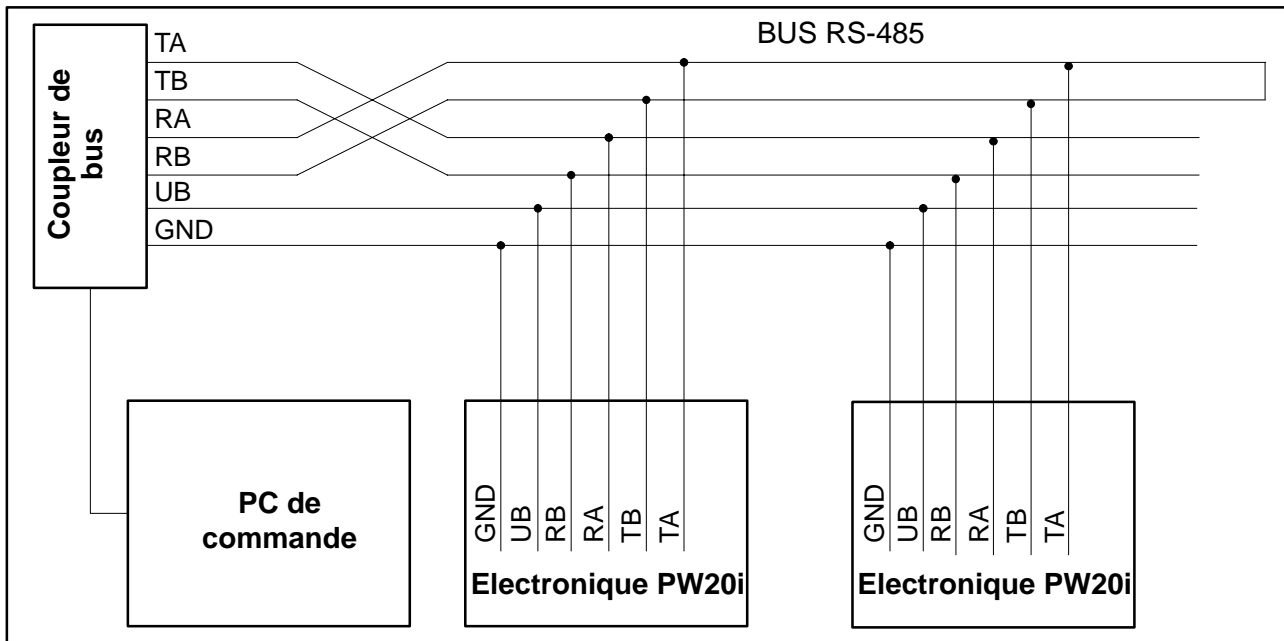 BUS RS-485
Coupleur de
bus
TA
TB
RA
RB
UB
GND
PC de
commande
GND
UB
RB
RA
TB
TA
Electronique PW20i
GND
UB
RB
RA
TB
TA
Electronique PW20i